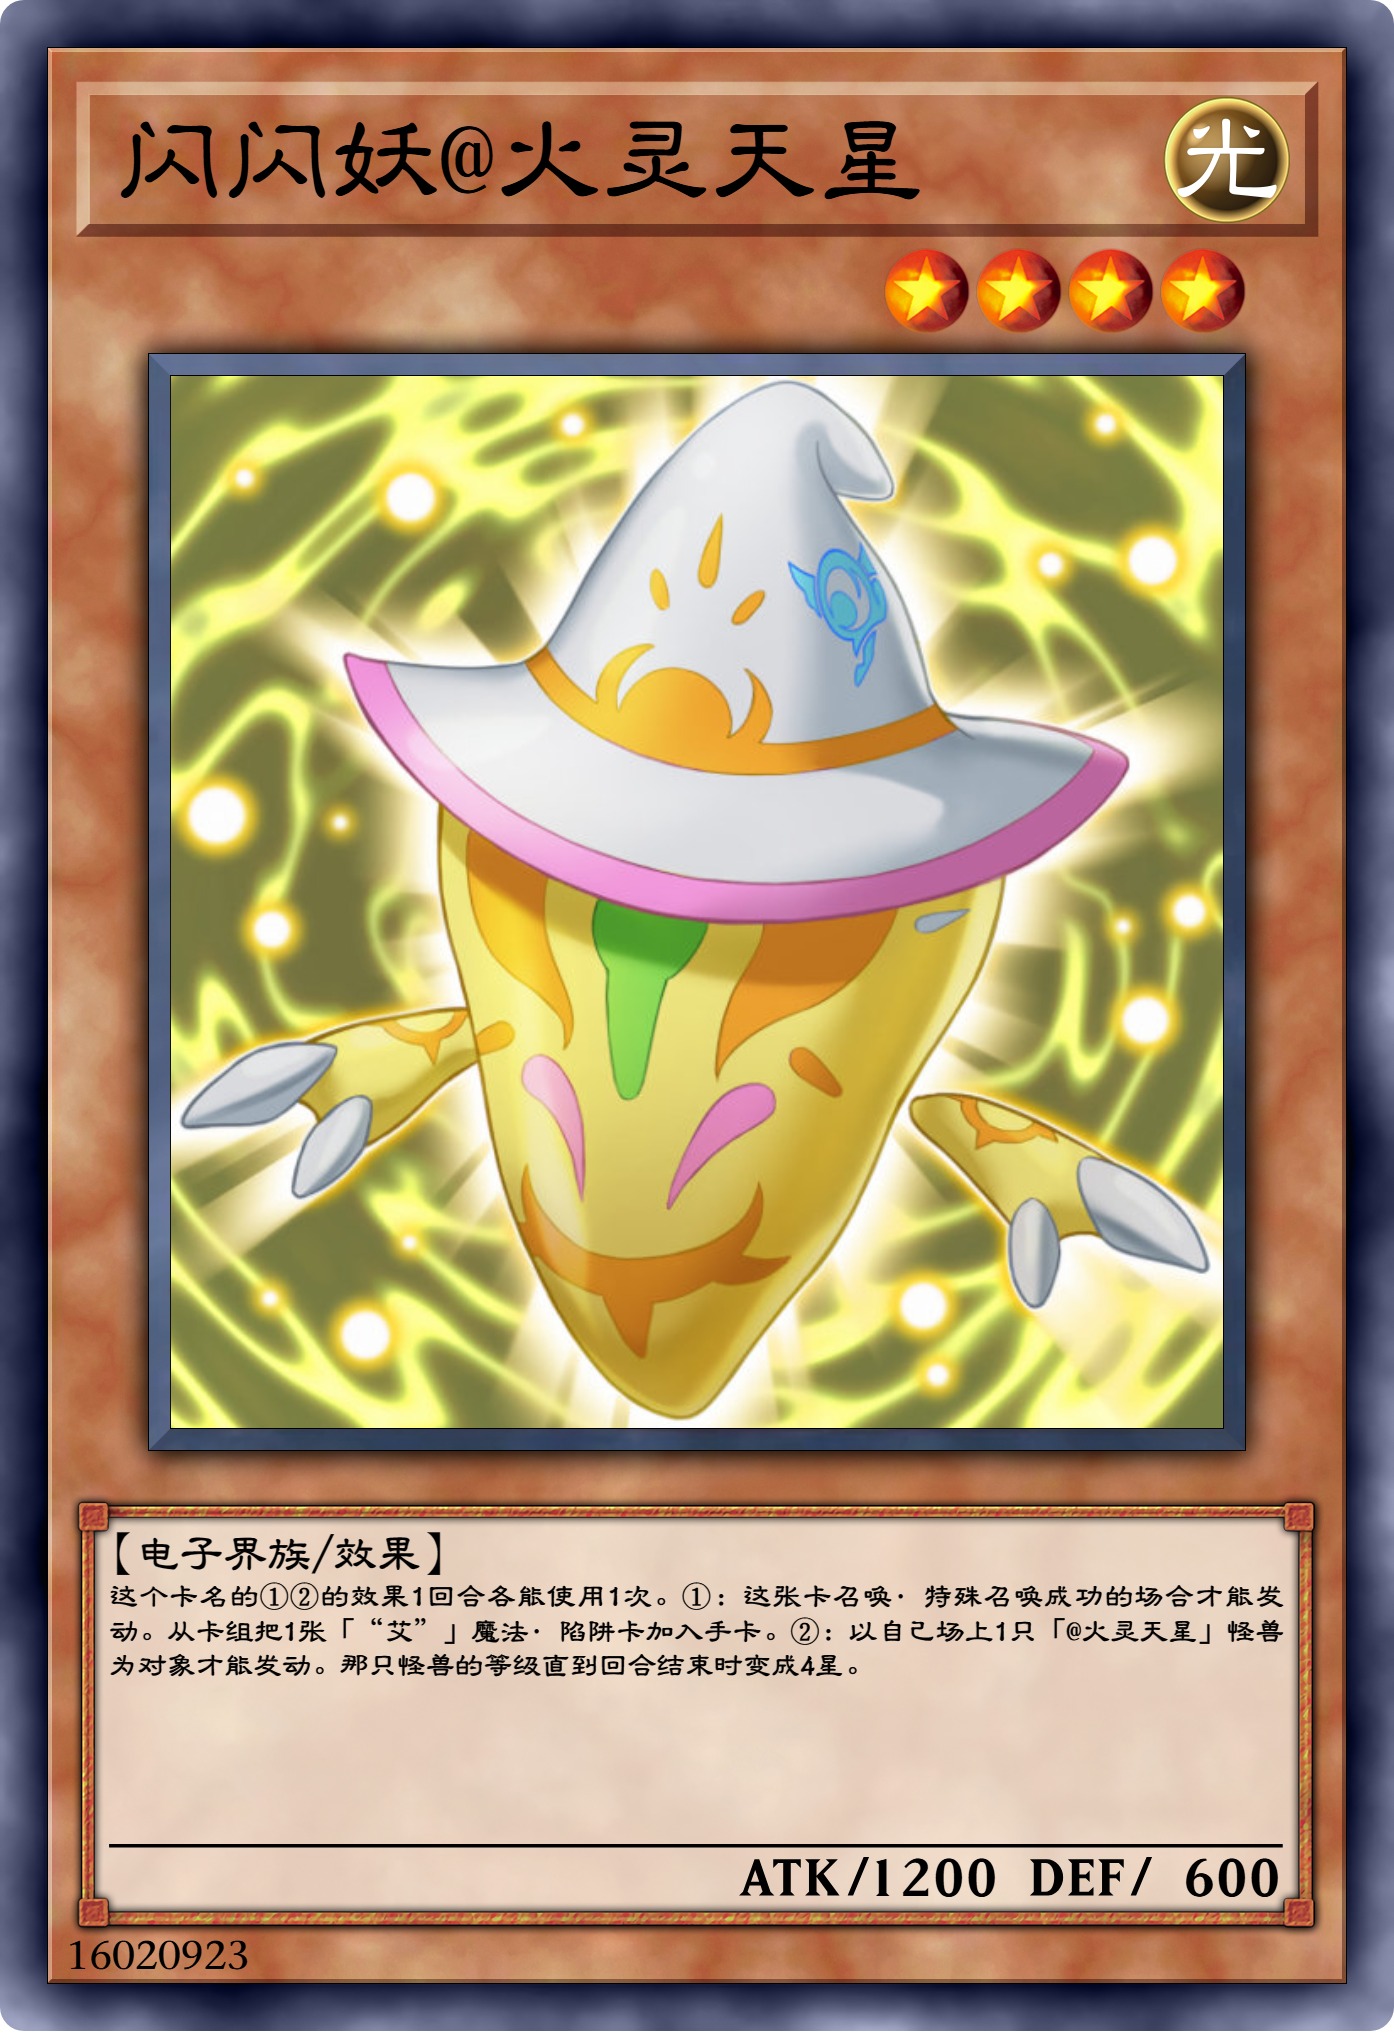 闪闪妖@火灵天星
光
【电子界族/效果】
这个卡名的①②的效果1回合各能使用1次。①：这张卡召唤·特殊召唤成功的场合才能发
动。从卡组把1张「“艾”」魔法·陷阱卡加入手卡。②：以自己场上1只「@火灵天星」怪兽
为对象才能发动。那只怪兽的等级直到回合结束时变成4星。
ATK/1200 DEF/ 600
16020923